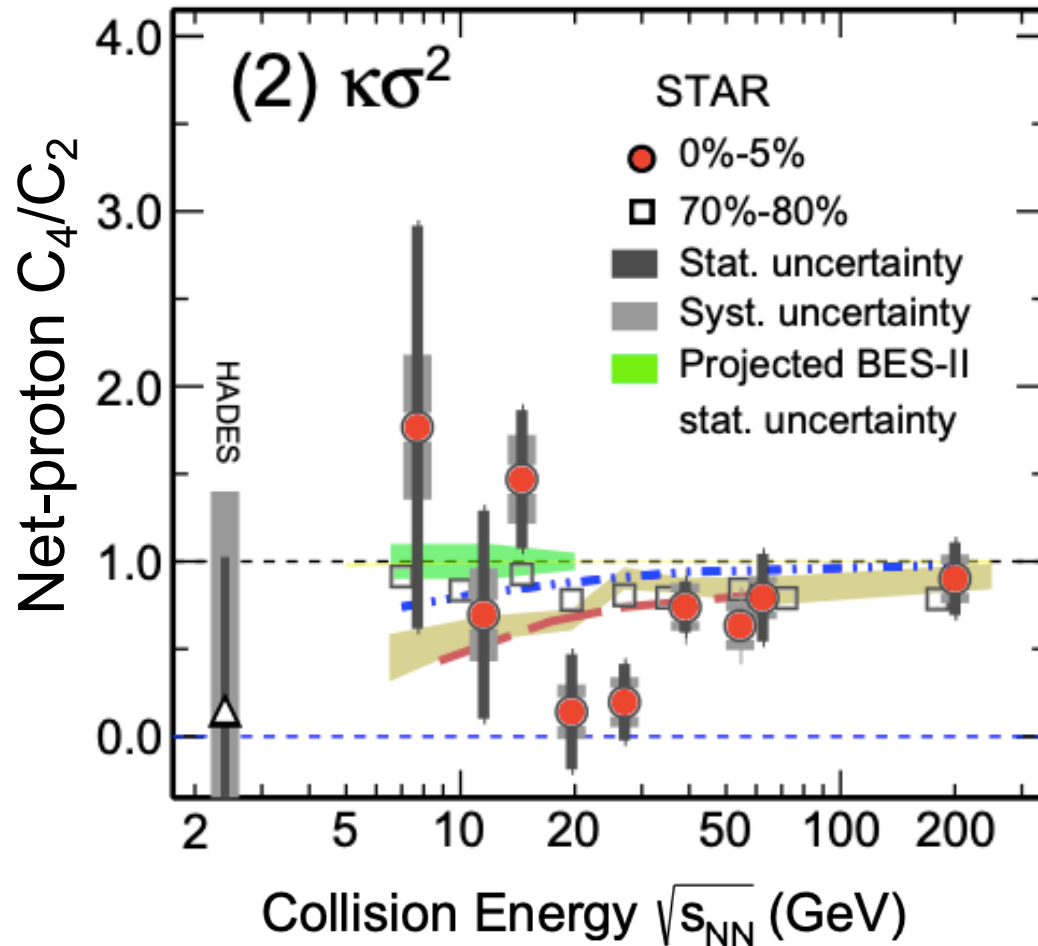 (2) κσ²
STAR
0%-5%
70%-80%
Stat. uncertainty
Syst. uncertainty
Projected BES-II
stat. uncertainty
HADES
Net-proton C₄/C₂
4.0
3.0
2.0
1.0
0.0
2 5 10 20 50 100 200
Collision Energy √s_NN (GeV)